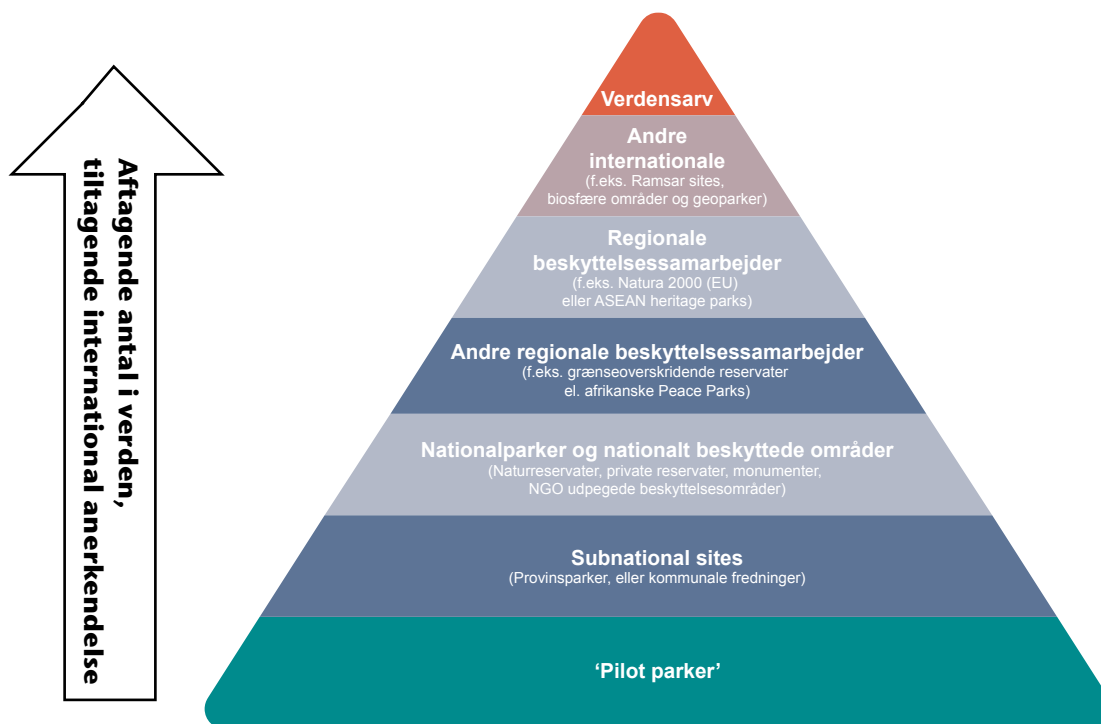 Aftagende antal i verden,
tiltagende international anerkendelse
Verdensarv
Andre
internationale
(f.eks. Ramsar sites,
biosfære områder og geoparker)
Regionale
beskyttelsessamarbejder
(f.eks. Natura 2000 (EU)
eller ASEAN heritage parks)
Andre regionale beskyttelsessamarbejder
(f.eks. grænseoverskridende reservater
el. afrikanske Peace Parks)
Nationalparker og nationalt beskyttede områder
(Naturreservater, private reservater, monumenter,
NGO udpegede beskyttelsesområder)
Subnational sites
(Provinsparker, eller kommunale fredninger)
‘Pilot parker’